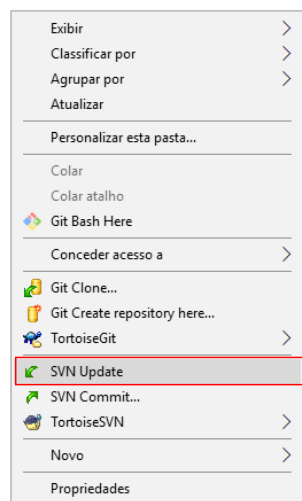 Exibir
Classificar por
Agrupar por
Atualizar
Personalizar esta pasta...
Colar
Colar atalho
Git Bash Here
Conceder acesso a
Git Clone...
Git Create repository here...
TortoiseGit
SVN Update
SVN Commit...
TortoiseSVN
Novo
Propriedades